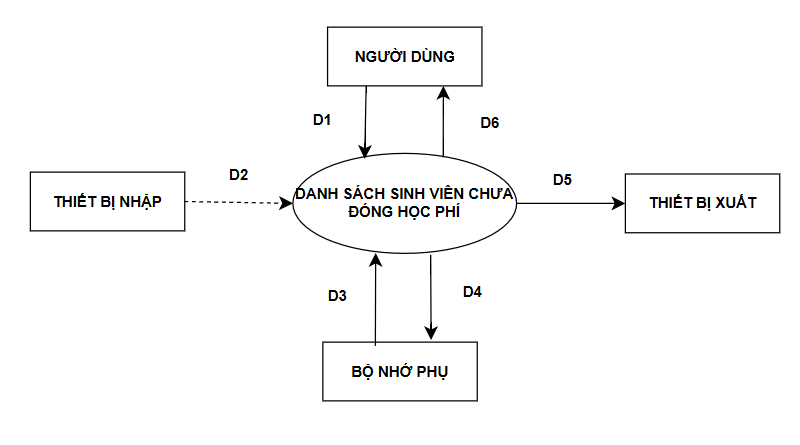 NGƯỜI DÙNG
D1
D6
D2
D5
THIẾT BỊ NHẬP
DANH SÁCH SINH VIÊN CHƯA
ĐÓNG HỌC PHÍ
THIẾT BỊ XUẤT
D3
D4
BỘ NHỚ PHỤ